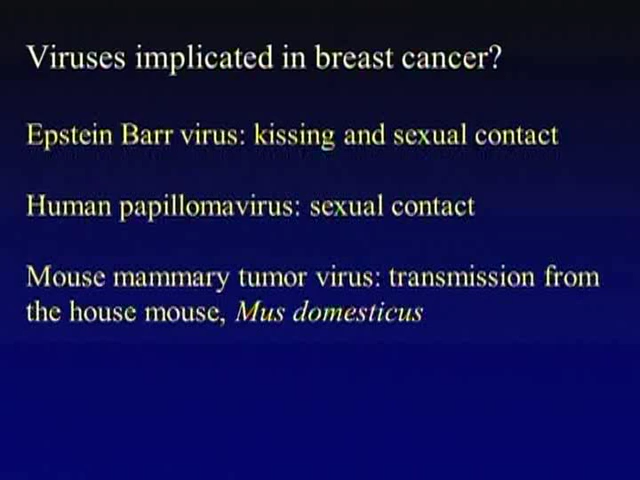 Viruses implicated in breast cancer?
Epstein Barr virus: kissing and sexual contact
Human papillomavirus: sexual contact
Mouse mammary tumor virus: transmission from
the house mouse, Mus domesticus